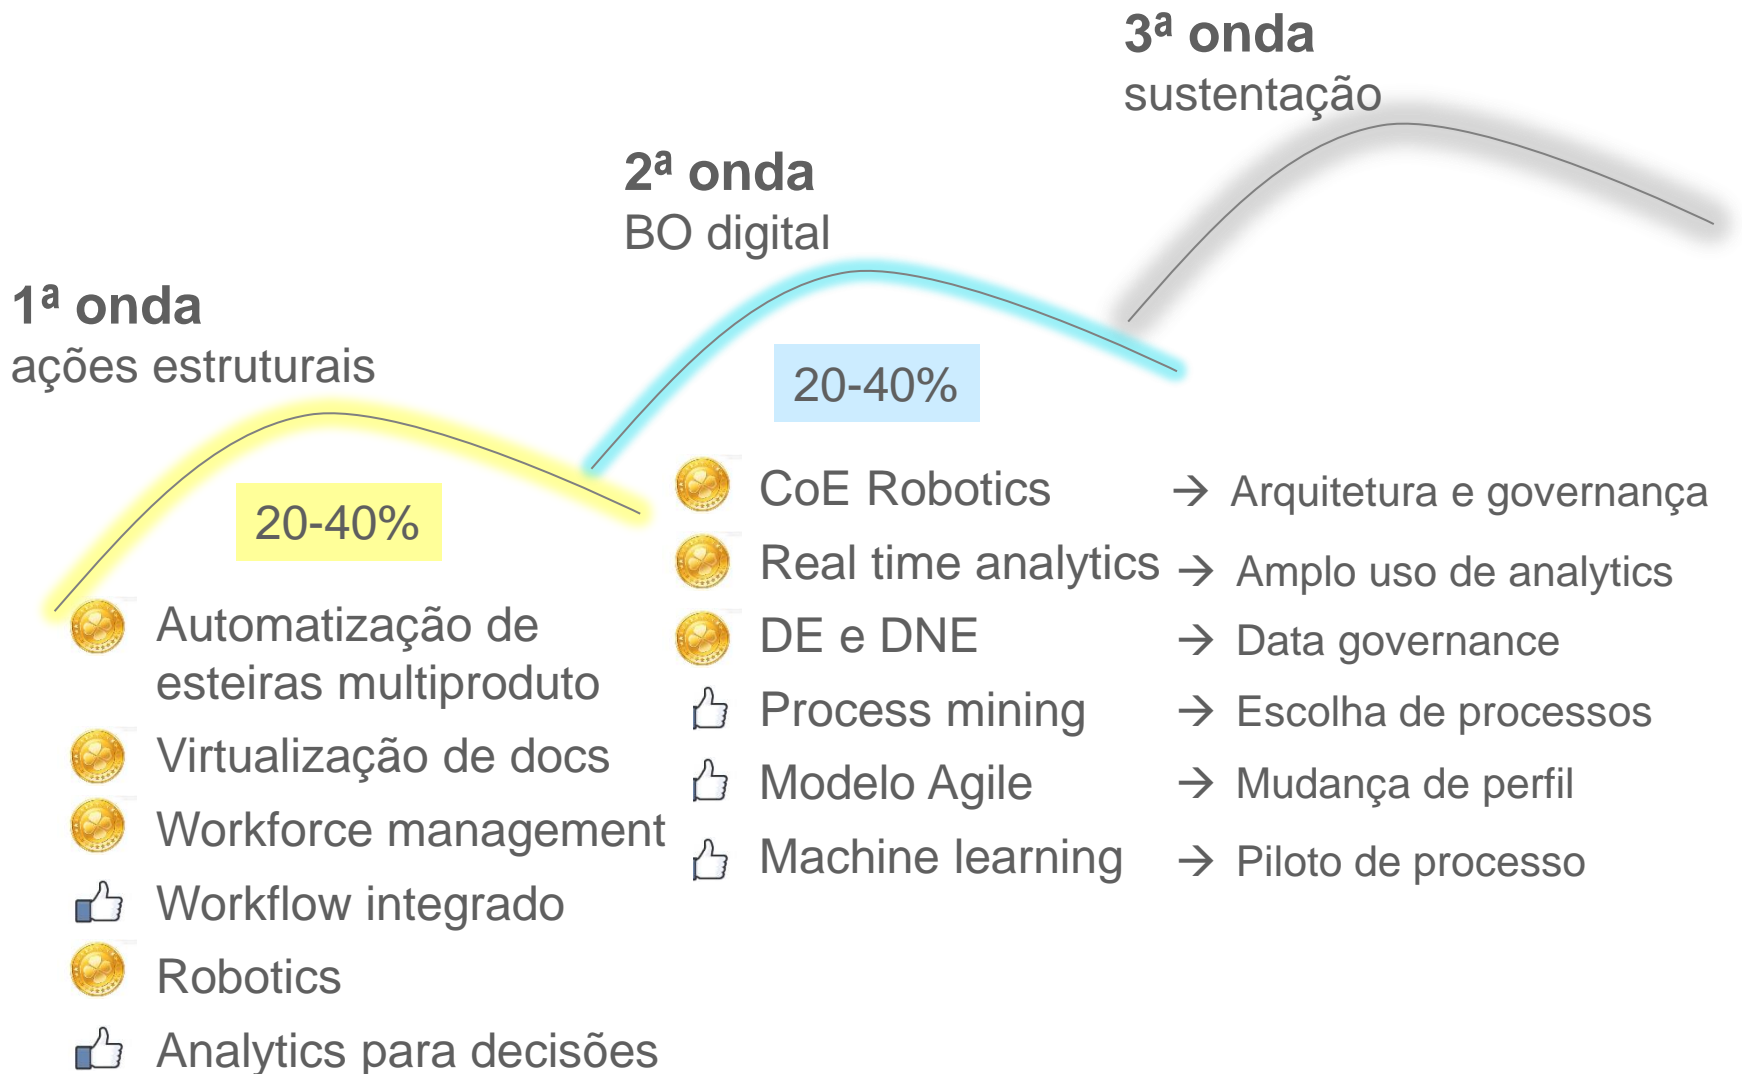 3ª onda
sustentação
2ª onda
BO digital
1ª onda
ações estruturais
20-40%
Automatização de
esteiras multiproduto
Virtualização de docs
Workforce management
Workflow integrado
Robotics
Analytics para decisões
20-40%
CoE Robotics → Arquitetura e governança
Real time analytics → Amplo uso de analytics
DE e DNE → Data governance
Process mining → Escolha de processos
Modelo Agile → Mudança de perfil
Machine learning → Piloto de processo